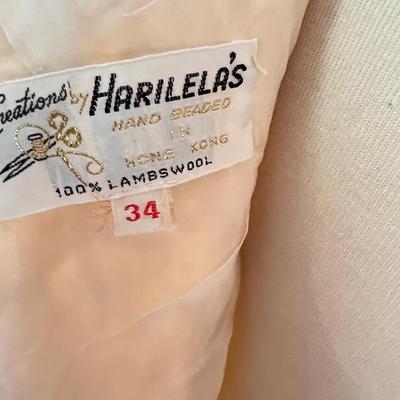 Creations by HARILELA'S
HAND BEADED
IN
HONG KONG
100% LAMBSWOOL
34